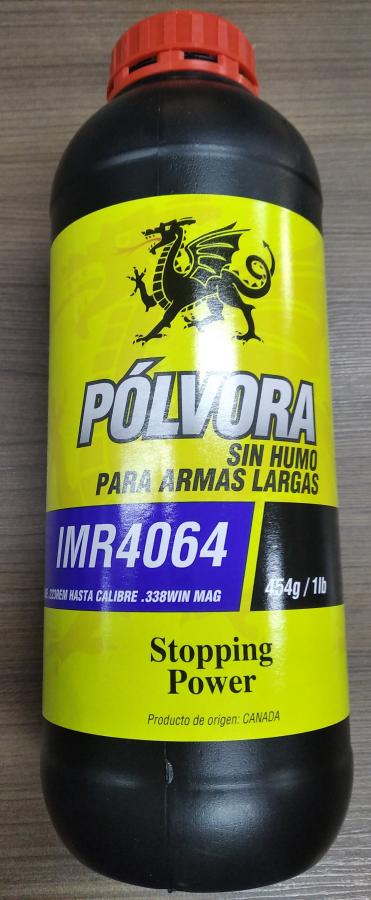 PÓLVORA
SIN HUMO
PARA ARMAS LARGAS
IMR4064
.223REM HASTA CALIBRE .338WIN MAG
454g / 1lb
Stopping
Power
Producto de origen: CANADA